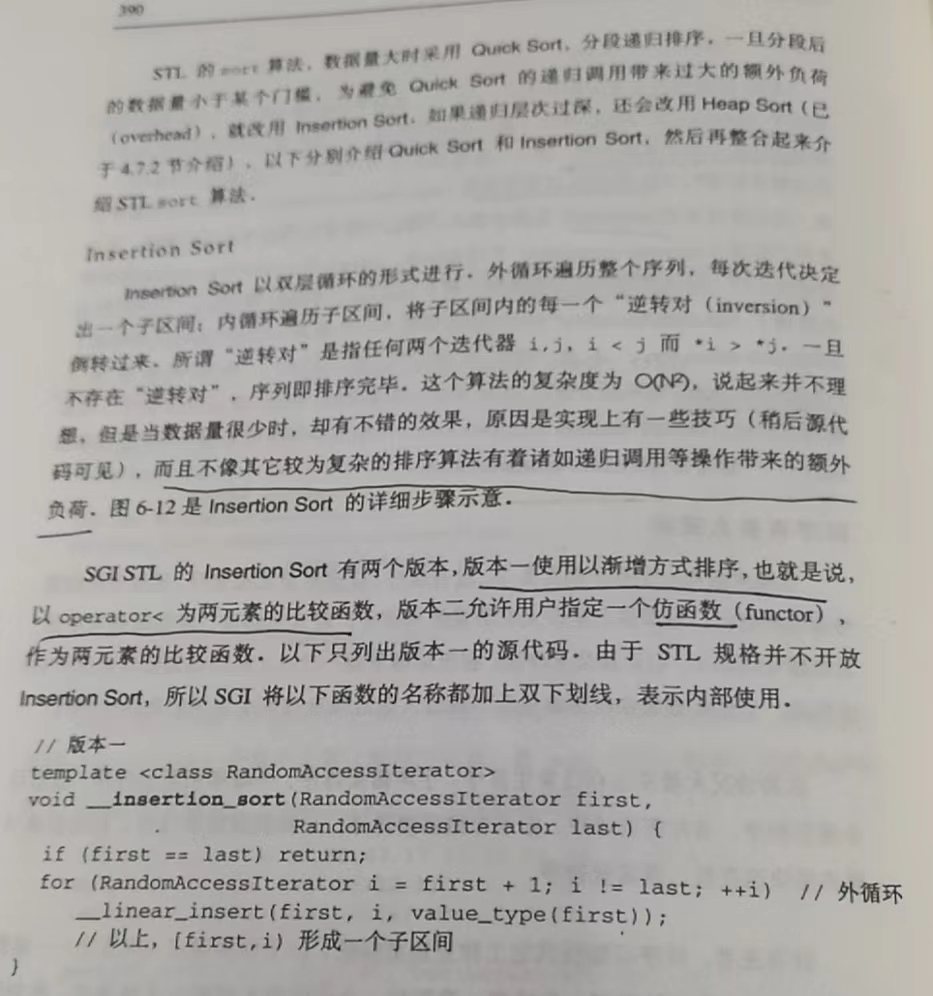 390
STL 的 sort 算法，数据量大时采用 Quick Sort，分段递归排序。一旦分段后
的数据量小于某个门槛，为避免 Quick Sort 的递归调用带来过大的额外负荷
（overhead），就改用 Insertion Sort。如果递归层次过深，还会改用 Heap Sort（已
于 4.7.2 节介绍）。以下分别介绍 Quick Sort 和 Insertion Sort，然后再整合起来介
绍 STL sort 算法。
Insertion Sort
Insertion Sort 以双层循环的形式进行。外循环遍历整个序列，每次迭代决定
出一个子区间；内循环遍历子区间，将子区间内的每一个“逆转对（inversion）”
倒转过来。所谓“逆转对”是指任何两个迭代器 i,j，i < j 而 *i > *j。一旦
不存在“逆转对”，序列即排序完毕。这个算法的复杂度为 O(N²)，说起来并不理
想，但是当数据量很少时，却有不错的效果，原因是实现上有一些技巧（稍后源代
码可见），而且不像其它较为复杂的排序算法有着诸如递归调用等操作带来的额外
负荷。图 6-12 是 Insertion Sort 的详细步骤示意。
SGI STL 的 Insertion Sort 有两个版本，版本一使用以渐增方式排序，也就是说，
以 operator< 为两元素的比较函数，版本二允许用户指定一个仿函数（functor），
作为两元素的比较函数。以下只列出版本一的源代码。由于 STL 规格并不开放
Insertion Sort，所以 SGI 将以下函数的名称都加上双下划线，表示内部使用。
// 版本一
template <class RandomAccessIterator>
void __insertion_sort(RandomAccessIterator first,
RandomAccessIterator last) {
if (first == last) return;
for (RandomAccessIterator i = first + 1; i != last; ++i) // 外循环
__linear_insert(first, i, value_type(first));
// 以上，[first,i) 形成一个子区间
}